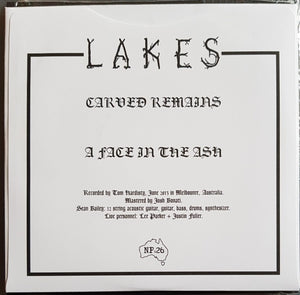 LAKES
CARVED REMAINS
A FACE IN THE ASH
Recorded by Tom Hardisty, June 2013 in Melbourne, Australia.
Mastered by Josh Bonati.
Sean Bailey: 12 string acoustic guitar, guitar, bass, drums, synthesizer.
Live personnel: Lee Parker + Justin Fuller.
NF.26